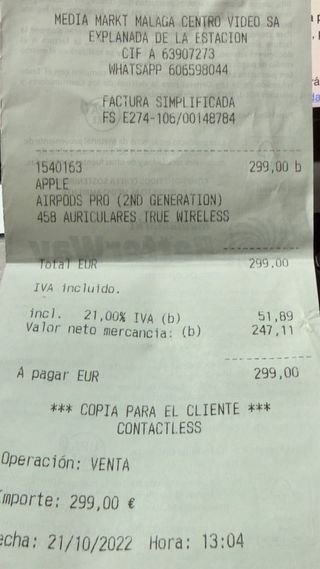 MEDIA MARKT MALAGA CENTRO VIDEO SA
EXPLANADA DE LA ESTACION
CIF A 63907273
WHATSAPP 606598044
FACTURA SIMPLIFICADA
FS E274-106/00148784
1540163 299,00 b
APPLE
AIRPODS PRO (2ND GENERATION)
458 AURICULARES TRUE WIRELESS
Total EUR 299,00
IVA incluido.
incl. 21,00% IVA (b) 51,89
Valor neto mercancia: (b) 247,11
A pagar EUR 299,00
*** COPIA PARA EL CLIENTE ***
CONTACTLESS
Operación: VENTA
Importe: 299,00 €
echa: 21/10/2022 Hora: 13:04